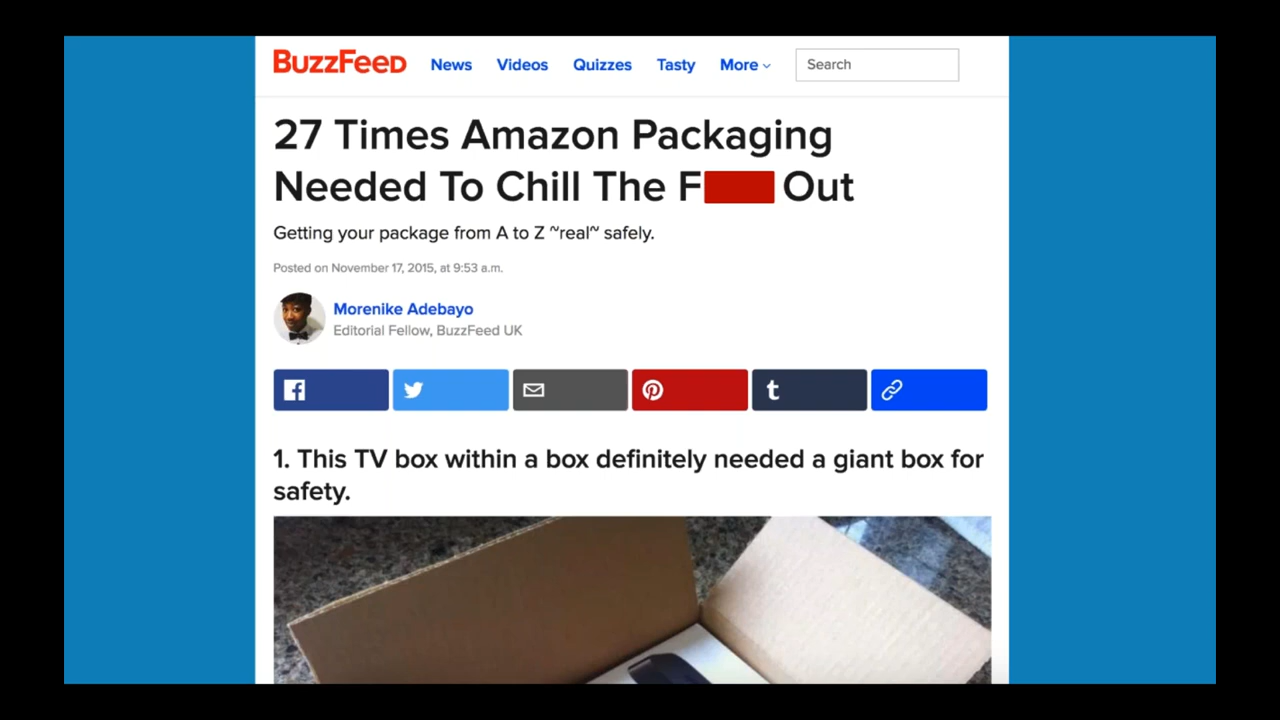 BuzzFeed News Videos Quizzes Tasty More Search
27 Times Amazon Packaging
Needed To Chill The F Out
Getting your package from A to Z ~real~ safely.
Posted on November 17, 2015, at 9:53 a.m.
Morenike Adebayo
Editorial Fellow, BuzzFeed UK
1. This TV box within a box definitely needed a giant box for
safety.